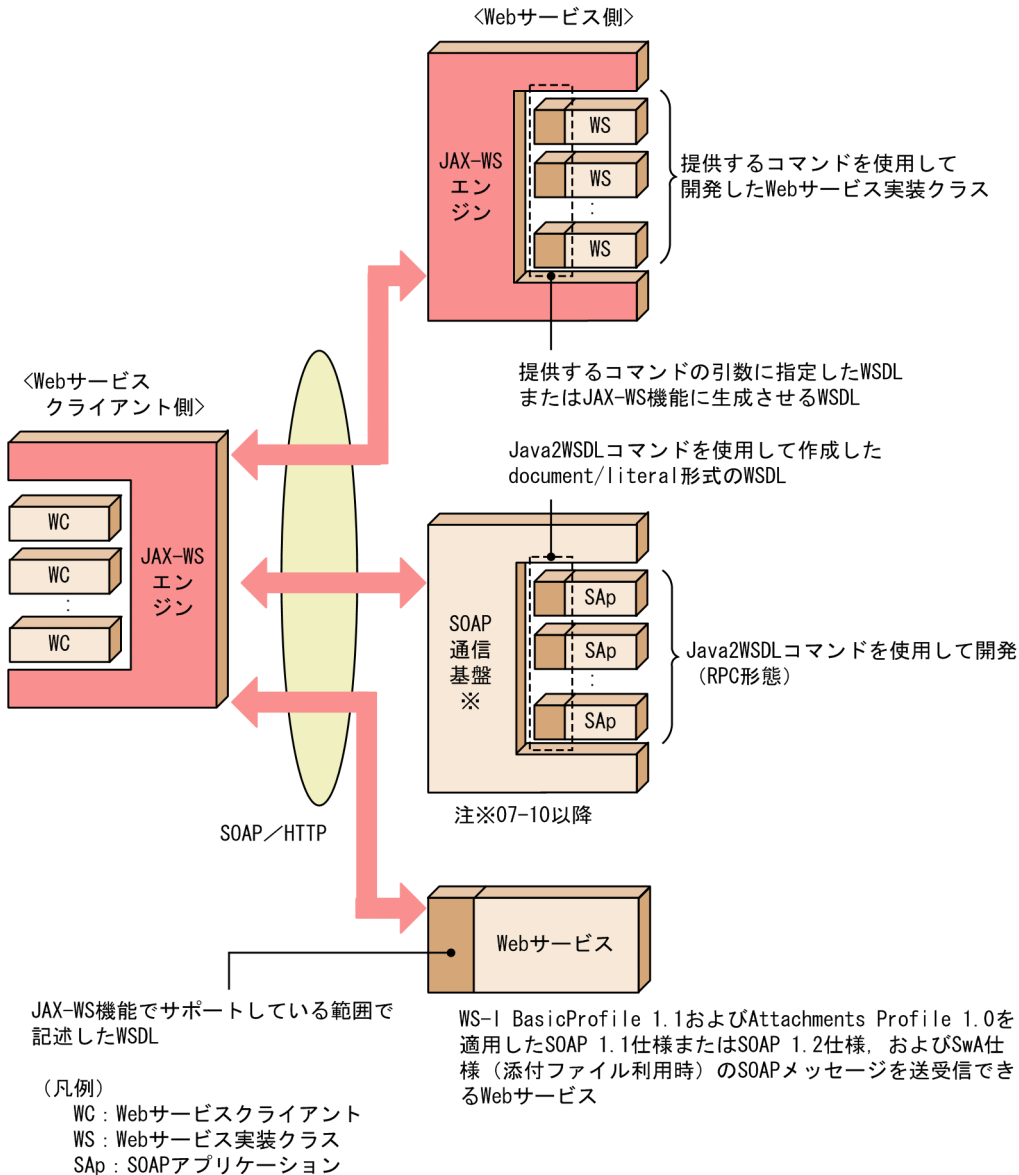 〈Webサービス側〉
JAX-WS
エン
ジン
WS
WS
:
WS
提供するコマンドを使用して
開発したWebサービス実装クラス
提供するコマンドの引数に指定したWSDL
またはJAX-WS機能に生成させるWSDL
〈Webサービス
クライアント側〉
WC
WC
:
WC
JAX-WS
エン
ジン
Java2WSDLコマンドを使用して作成した
document/literal形式のWSDL
SOAP
通信
基盤
※
SAp
SAp
:
SAp
Java2WSDLコマンドを使用して開発
（RPC形態）
注※07-10以降
SOAP／HTTP
Webサービス
JAX-WS機能でサポートしている範囲で
記述したWSDL
WS-I BasicProfile 1.1およびAttachments Profile 1.0を
適用したSOAP 1.1仕様またはSOAP 1.2仕様，およびSwA仕
様（添付ファイル利用時）のSOAPメッセージを送受信でき
るWebサービス
（凡例）
WC：Webサービスクライアント
WS：Webサービス実装クラス
SAp：SOAPアプリケーション